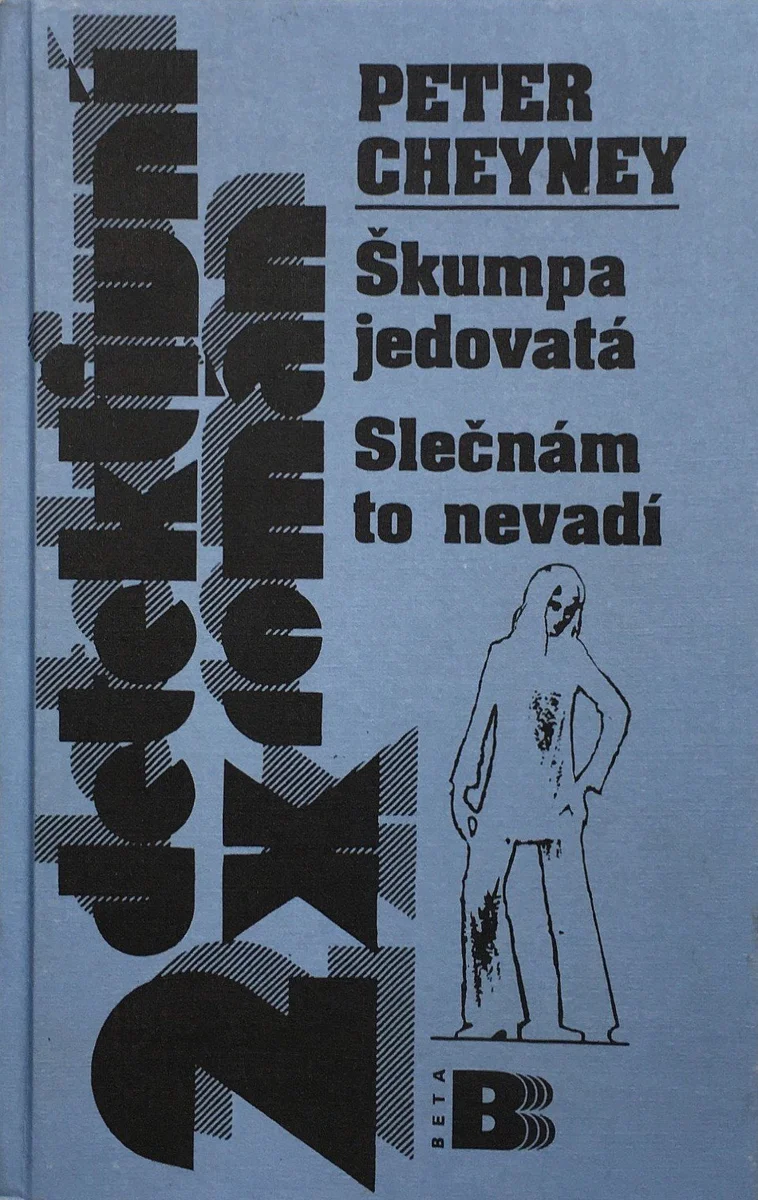 PETER
CHEYNEY
Škumpa
jedovatá
Slečnám
to nevadí
detektivní
2x román
BETA
B